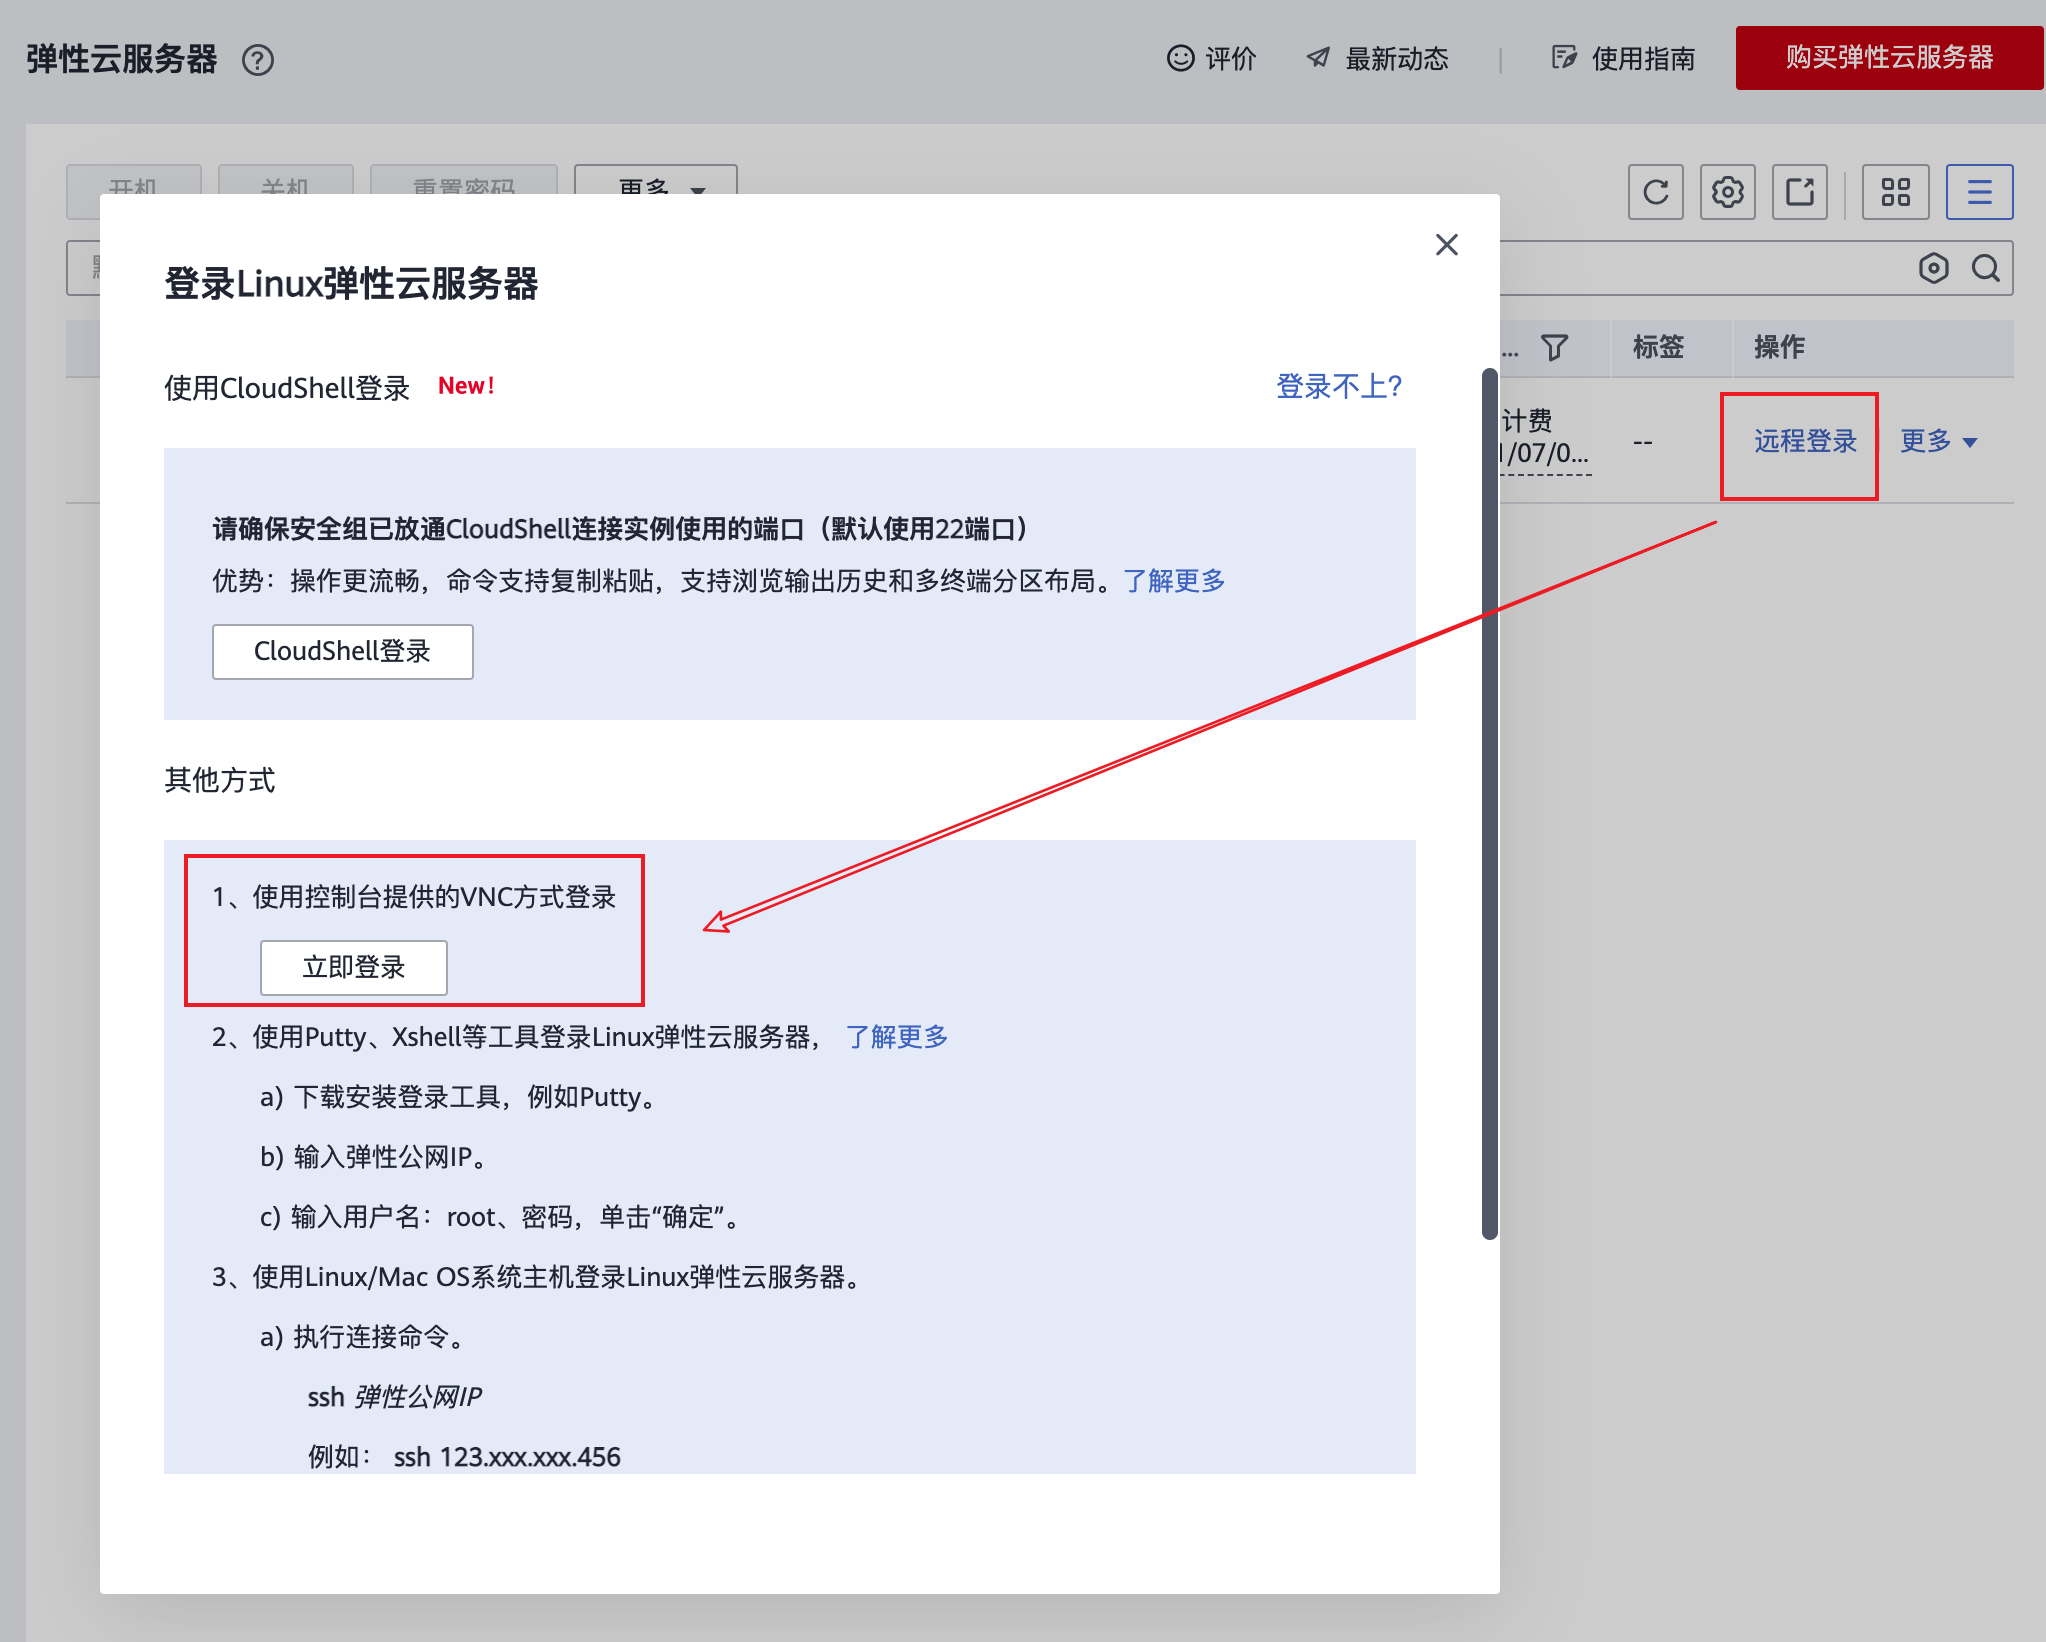 弹性云服务器 ?
评价
最新动态
使用指南
购买弹性云服务器
开机
关机
重置密码
更多
登录Linux弹性云服务器
使用CloudShell登录 New!
登录不上?
请确保安全组已放通CloudShell连接实例使用的端口（默认使用22端口）
优势：操作更流畅，命令支持复制粘贴，支持浏览输出历史和多终端分区布局。了解更多
CloudShell登录
其他方式
1、使用控制台提供的VNC方式登录
立即登录
2、使用Putty、Xshell等工具登录Linux弹性云服务器， 了解更多
a) 下载安装登录工具，例如Putty。
b) 输入弹性公网IP。
c) 输入用户名：root、密码，单击“确定”。
3、使用Linux/Mac OS系统主机登录Linux弹性云服务器。
a) 执行连接命令。
ssh 弹性公网IP
例如： ssh 123.xxx.xxx.456
...
标签
操作
计费
/07/0...
--
远程登录
更多